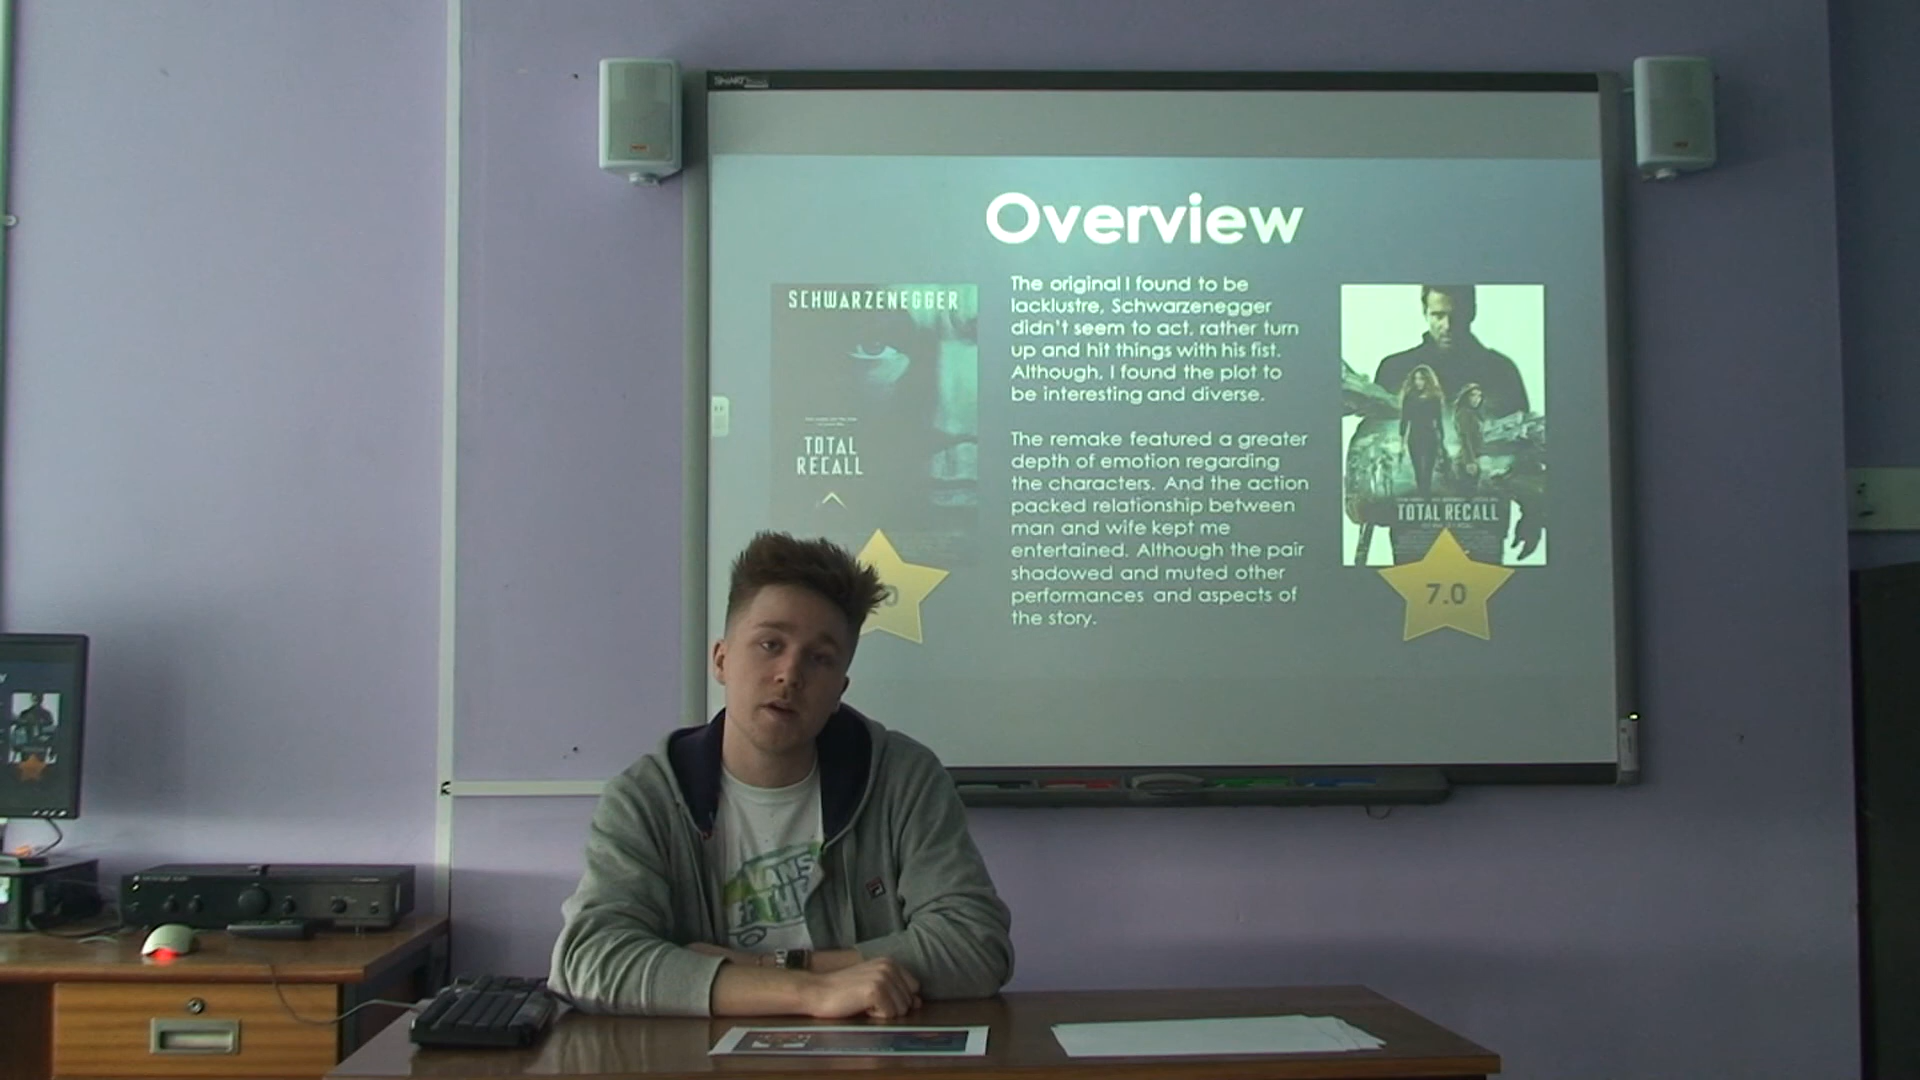 SMART
Overview
SCHWARZENEGGER
TOTAL
RECALL
The original I found to be
lacklustre, Schwarzenegger
didn't seem to act, rather turn
up and hit things with his fist.
Although, I found the plot to
be interesting and diverse.
The remake featured a greater
depth of emotion regarding
the characters. And the action
packed relationship between
man and wife kept me
entertained. Although the pair
shadowed and muted other
performances and aspects of
the story.
TOTAL RECALL
7.0
VANS